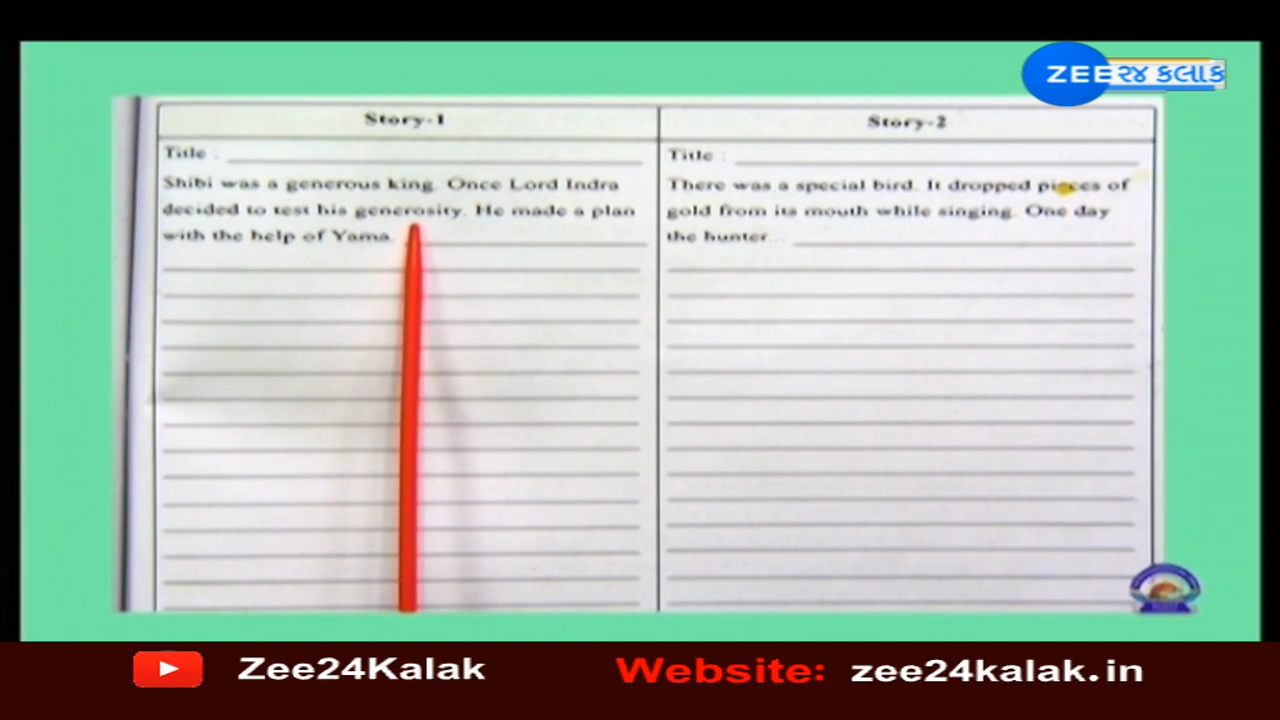 ZEE ૨૪ કલાક
Story-1
Title :
Shibi was a generous king. Once Lord Indra
decided to test his generosity. He made a plan
with the help of Yama.
Story-2
Title :
There was a special bird. It dropped pieces of
gold from its mouth while singing. One day
the hunter...
Zee24Kalak
Website: zee24kalak.in